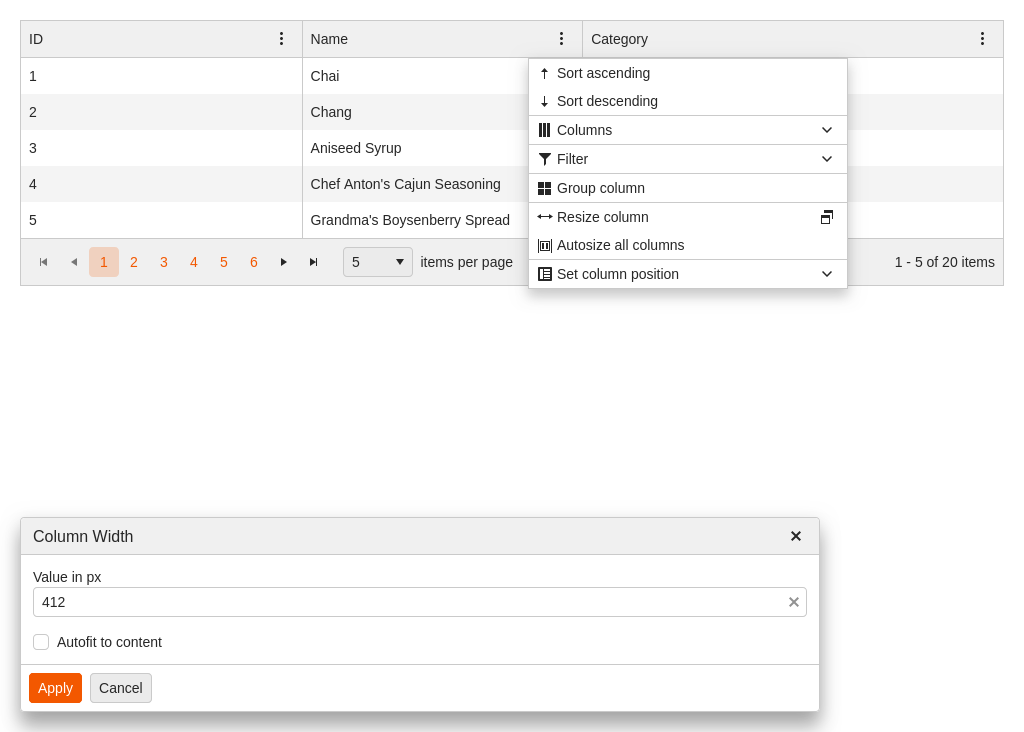 ID Name Category
1 Chai
2 Chang
3 Aniseed Syrup
4 Chef Anton's Cajun Seasoning
5 Grandma's Boysenberry Spread
Sort ascending
Sort descending
Columns
Filter
Group column
Resize column
Autosize all columns
Set column position
1 2 3 4 5 6 5 items per page 1 - 5 of 20 items
Column Width
Value in px
412
Autofit to content
Apply Cancel